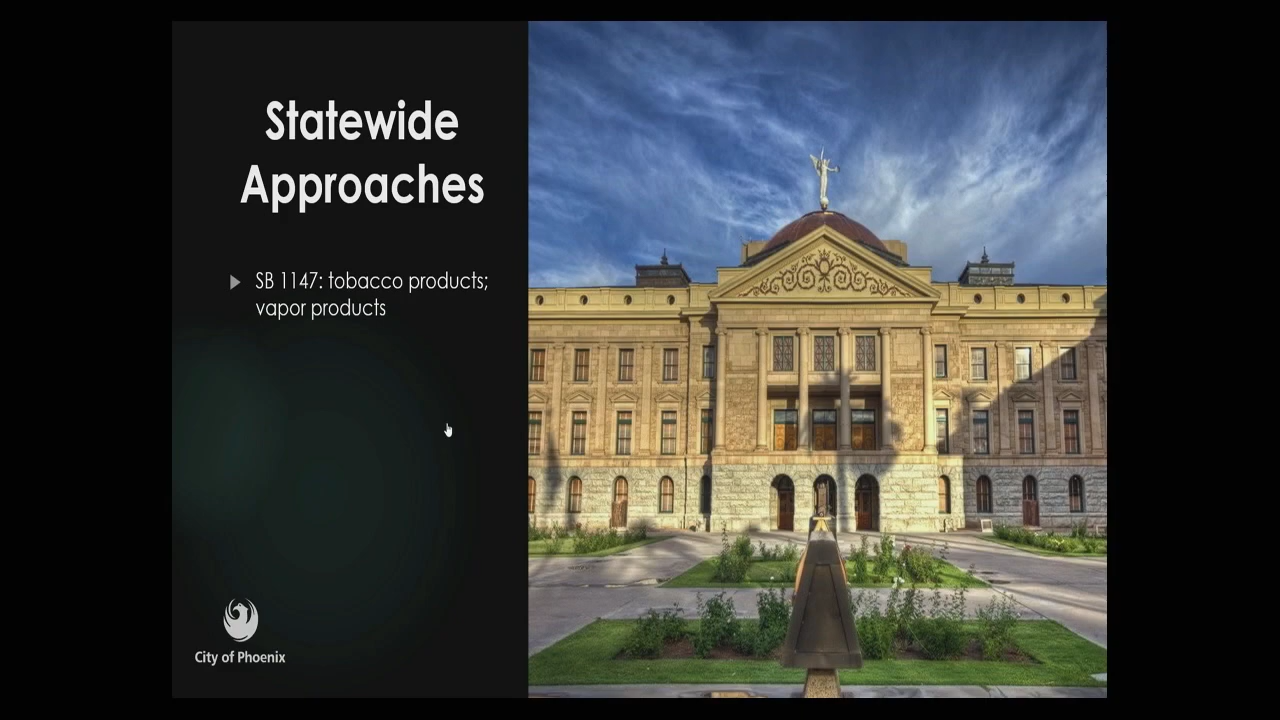 Statewide
Approaches
SB 1147: tobacco products;
vapor products
City of Phoenix